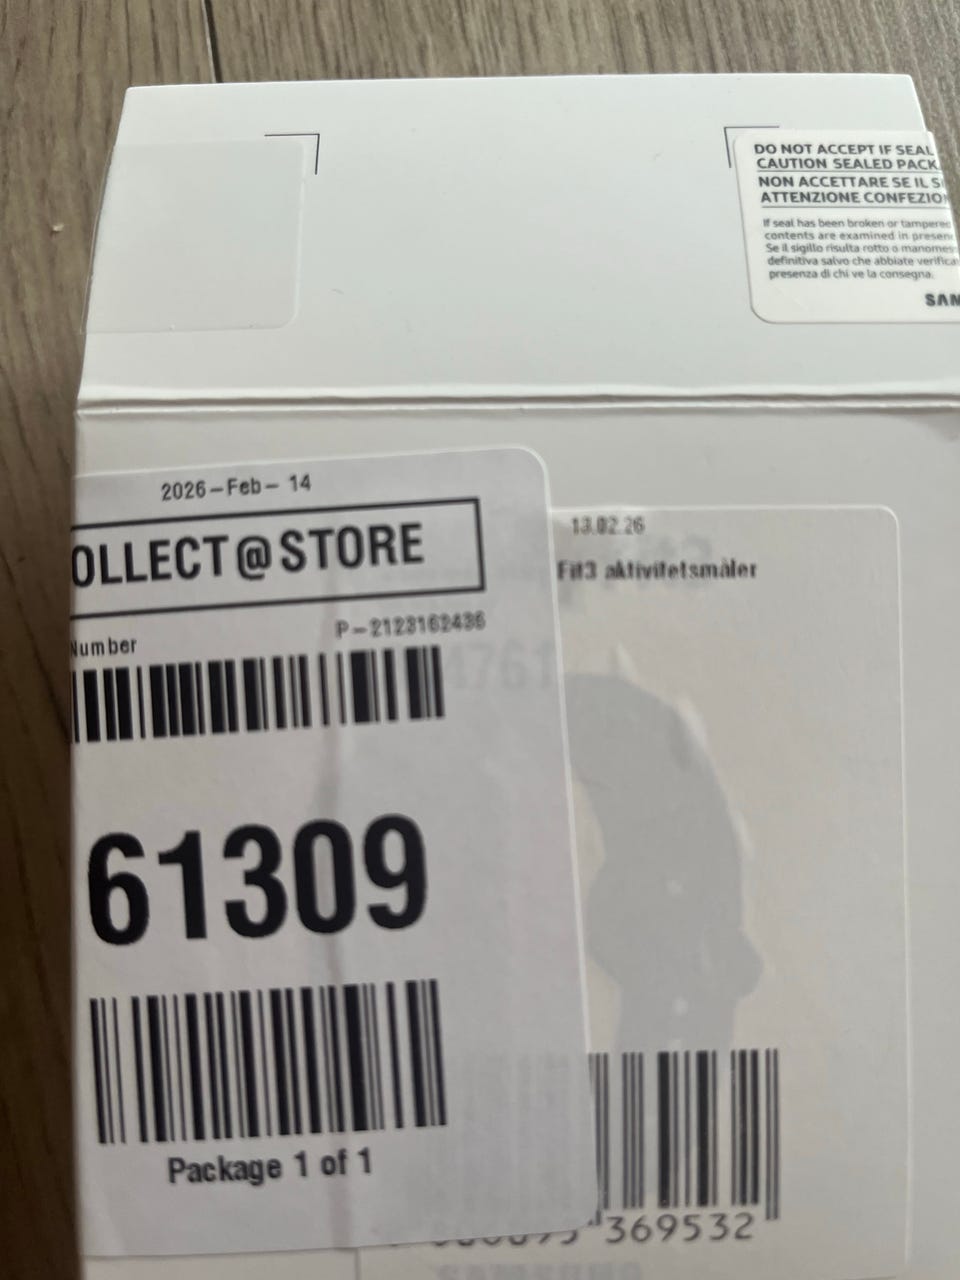 DO NOT ACCEPT IF SEAL
CAUTION SEALED PACK
NON ACCETTARE SE IL
ATTENZIONE CONFEZIO
If seal has been broken or tampered
contents are examined in presen
Se il sigillo risulta rotto o manomes
definitiva salvo che abbiate verifica
presenza di chi ve la consegna.
SAM
2026-Feb-14
OLLECT@STORE
Number
P-2123162436
61309
Package 1 of 1
13.02.26
Fit3 aktivitetsmåler
4761
369532
SAMSUNG